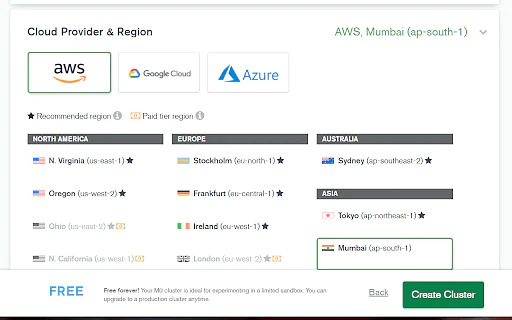 Cloud Provider & Region
AWS, Mumbai (ap-south-1)
aws
Google Cloud
Azure
Recommended region
Paid tier region
NORTH AMERICA
N. Virginia (us-east-1)
Oregon (us-west-2)
Ohio (us-east-2)
N. California (us-west-1)
EUROPE
Stockholm (eu-north-1)
Frankfurt (eu-central-1)
Ireland (eu-west-1)
London (eu-west-2)
AUSTRALIA
Sydney (ap-southeast-2)
ASIA
Tokyo (ap-northeast-1)
Mumbai (ap-south-1)
FREE
Free forever! Your M0 cluster is ideal for experimenting in a limited sandbox. You can
upgrade to a production cluster anytime.
Back
Create Cluster